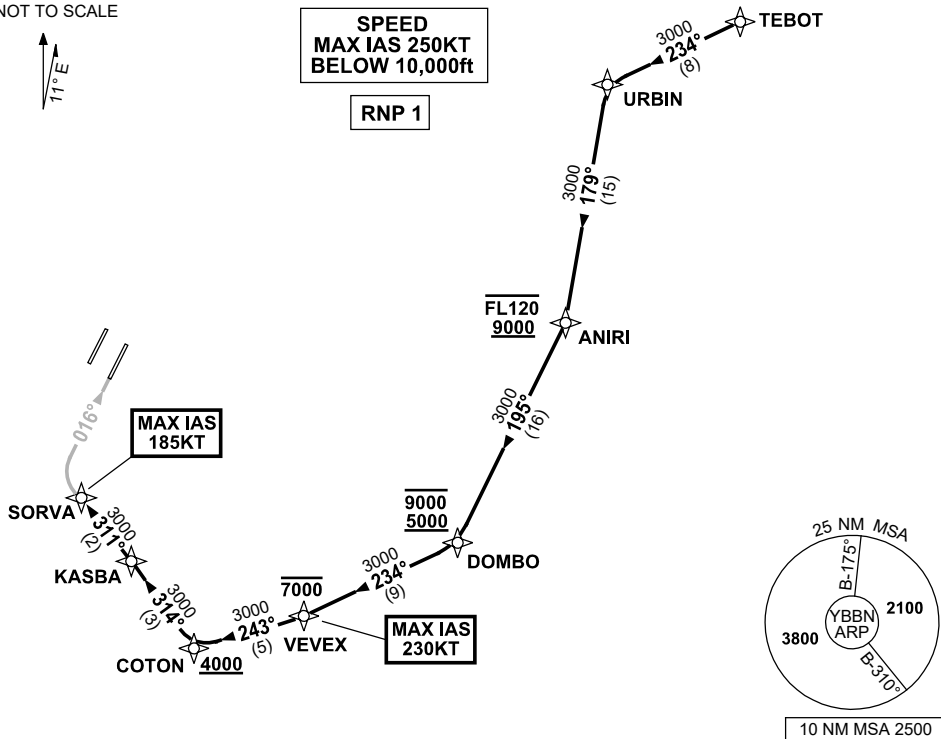 NOT TO SCALE
11° E
SPEED
MAX IAS 250KT
BELOW 10,000ft
RNP 1
TEBOT
3000
234°
(8)
URBIN
3000
179°
(15)
FL120
9000
ANIRI
3000
195°
(16)
016°
MAX IAS
185KT
SORVA
3000
311°
(2)
KASBA
3000
314°
(3)
COTON
4000
3000
243°
(5)
7000
VEVEX
MAX IAS
230KT
3000
234°
(9)
9000
5000
DOMBO
25 NM MSA
B-175°
YBBN
ARP
2100
3800
B-310°
10 NM MSA 2500